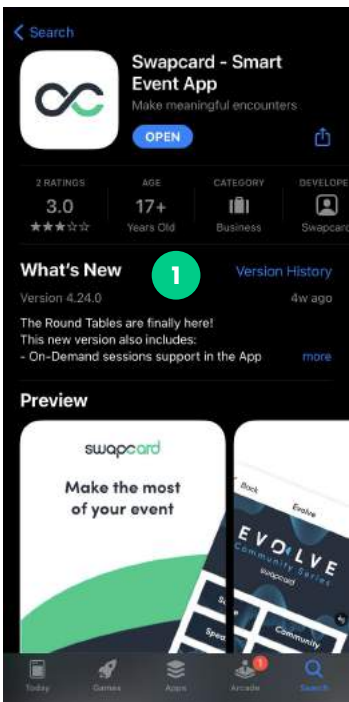 Search
Swapcard - Smart
Event App
Make meaningful encounters
OPEN
2 RATINGS
AGE
CATEGORY
DEVELOPE
3.0
17+
★★★☆☆
Years Old
Business
Swapcard
What's New
1
Version History
Version 4.24.0
4w ago
The Round Tables are finally here!
This new version also includes:
- On-Demand sessions support in the App
more
Preview
swapcard
Make the most
of your event
Back
Evolve
EVOLVE
Community Series
swapcard
Community
Today
Games
Apps
Arcade
1
Search